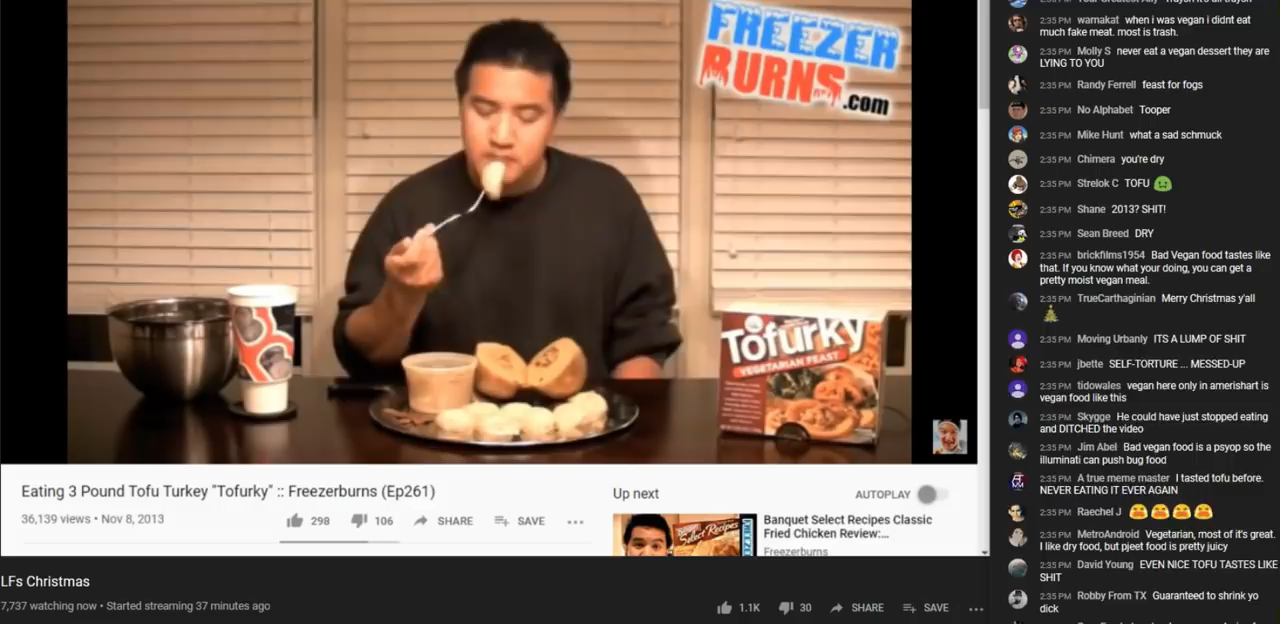 FREEZER
BURNS.com
Tofurky
VEGETARIAN FEAST
Eating 3 Pound Tofu Turkey "Tofurky" :: Freezerburns (Ep261)
36,139 views • Nov 8, 2013
298
106
SHARE
SAVE
Up next
AUTOPLAY
Select Recipes
Banquet Select Recipes Classic
Fried Chicken Review:...
Freezerburns
LFs Christmas
7,737 watching now • Started streaming 37 minutes ago
1.1K
30
SHARE
SAVE
2:35 PM wamakat when i was vegan i didnt eat
much fake meat. most is trash.
2:35 PM Molly S never eat a vegan dessert they are
LYING TO YOU
2:35 PM Randy Ferrell feast for fogs
2:35 PM No Alphabet Tooper
2:35 PM Mike Hunt what a sad schmuck
2:35 PM Chimera you're dry
2:35 PM Strelok C TOFU 🤢
2:35 PM Shane 2013? SHIT!
2:35 PM Sean Breed DRY
2:35 PM brickfilms1954 Bad Vegan food tastes like
that. If you know what your doing, you can get a
pretty moist vegan meal.
2:35 PM TrueCarthaginian Merry Christmas y'all
🎄
2:35 PM Moving Urbanly ITS A LUMP OF SHIT
2:35 PM jbette SELF-TORTURE ... MESSED-UP
2:35 PM tidowales vegan here only in amerishart is
vegan food like this
2:35 PM Skygge He could have just stopped eating
and DITCHED the video
2:35 PM Jim Abel Bad vegan food is a psyop so the
illuminati can push bug food
2:35 PM A true meme master I tasted tofu before.
NEVER EATING IT EVER AGAIN
2:35 PM Raechel J 😫😫😫😫
2:35 PM MetroAndroid Vegetarian, most of it's great.
I like dry food, but pjeet food is pretty juicy
2:35 PM David Young EVEN NICE TOFU TASTES LIKE
SHIT
2:35 PM Robby From TX Guaranteed to shrink yo
dick